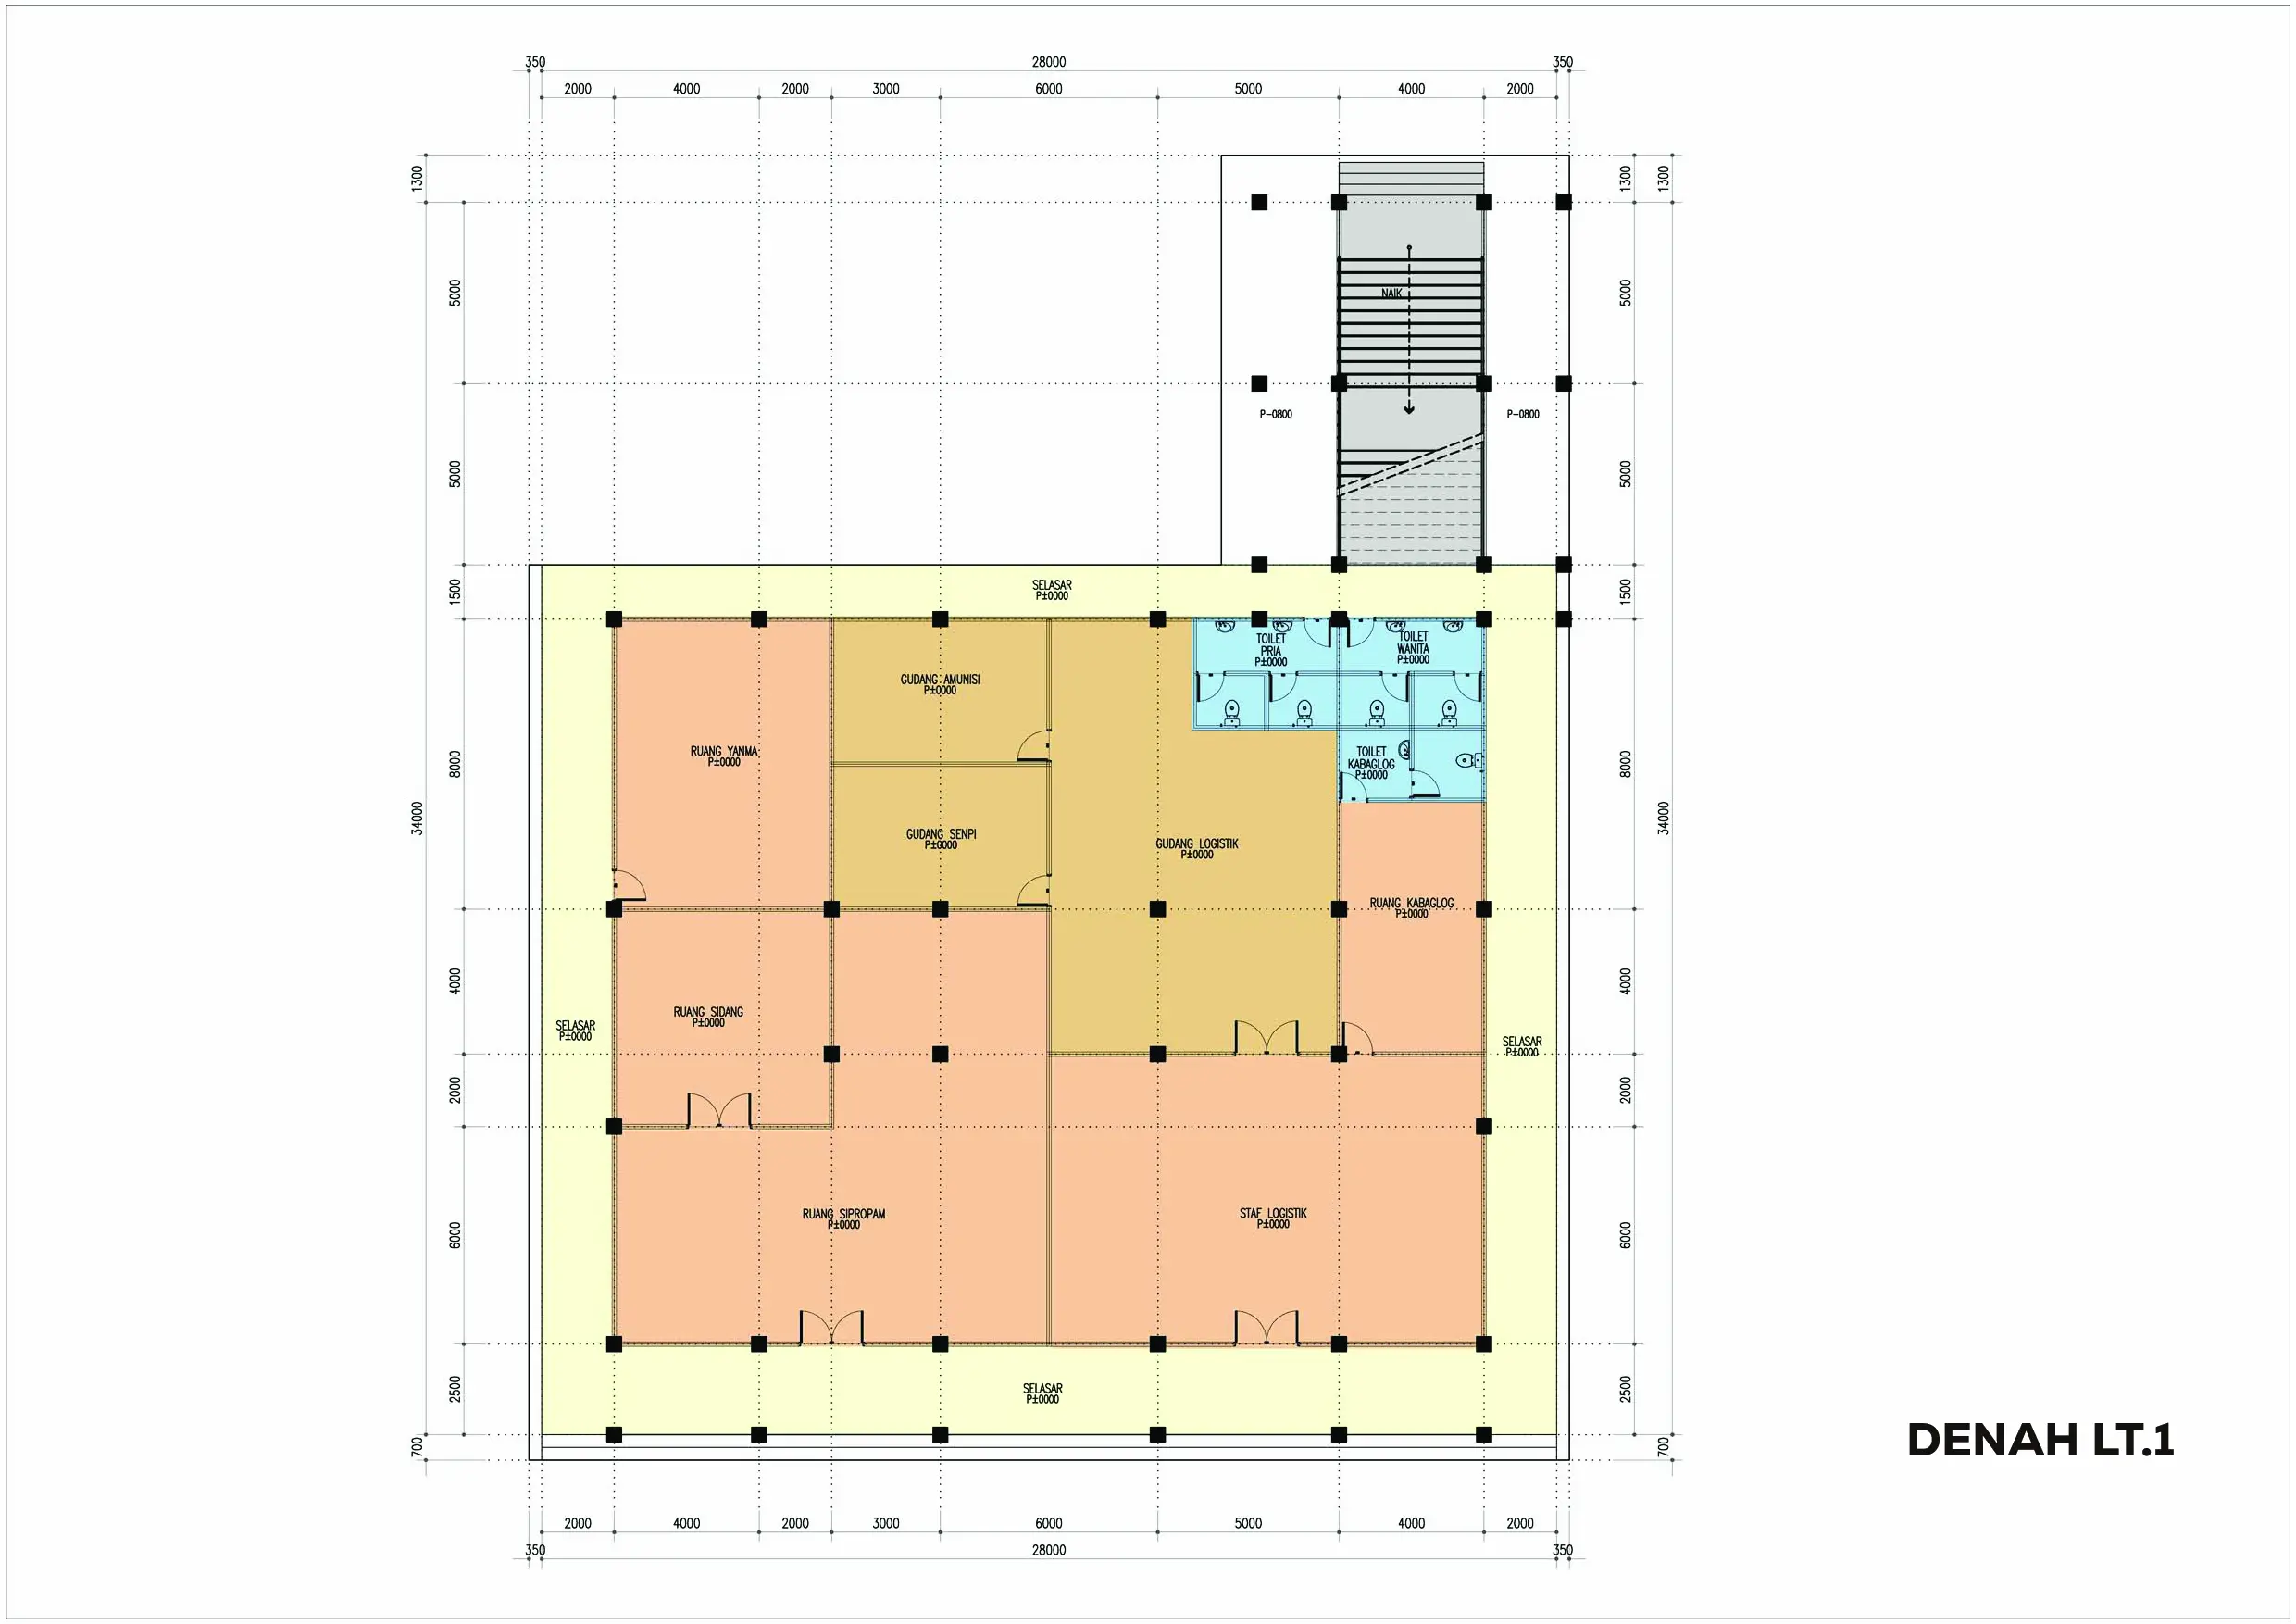 350 28000 350
2000 4000 2000 3000 6000 5000 4000 2000
1300
5000
5000
1500
8000
4000
2000
6000
2500
34000
700
1300 1300
5000
5000
1500
8000
4000
2000
6000
2500
34000
700
NAIK
P-0800
P-0800
SELASAR
P±0000
TOILET
PRIA
P±0000
TOILET
WANITA
P±0000
GUDANG AMUNISI
P±0000
RUANG YANMA
P±0000
TOILET
KABAGLOG
P±0000
GUDANG SENPI
P±0000
GUDANG LOGISTIK
P±0000
RUANG KABAGLOG
P±0000
RUANG SIDANG
P±0000
SELASAR
P±0000
SELASAR
P±0000
RUANG SIPROPAM
P±0000
STAF LOGISTIK
P±0000
SELASAR
P±0000
DENAH LT.1
2000 4000 2000 3000 6000 5000 4000 2000
350 28000 350